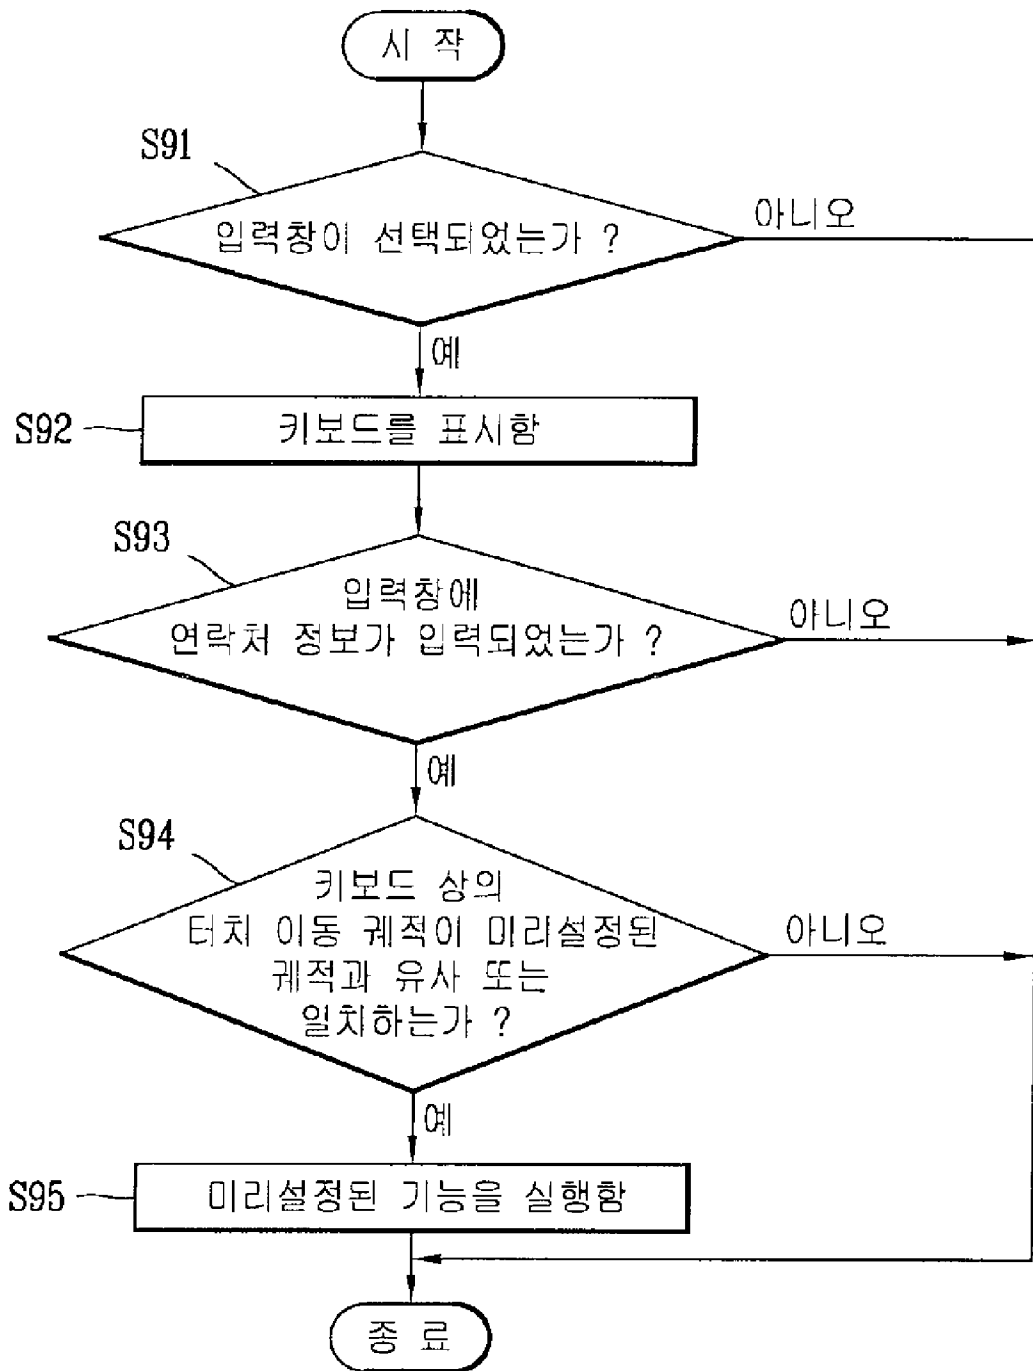 시 작
S91
입력창이 선택되었는가 ?
아니오
예
S92
키보드를 표시함
S93
입력창에
연락처 정보가 입력되었는가 ?
아니오
예
S94
키보드 상의
터치 이동 궤적이 미리설정된
궤적과 유사 또는
일치하는가 ?
아니오
예
S95
미리설정된 기능을 실행함
종 료